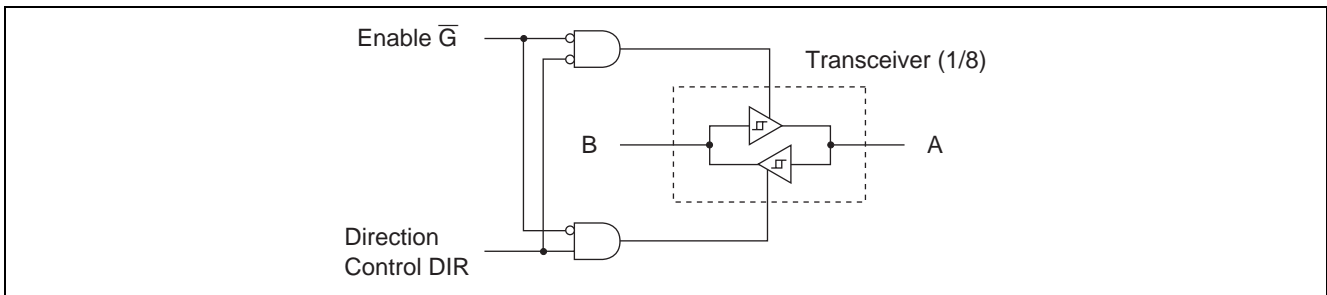 Enable G̅
Transceiver (1/8)
B
A
Direction
Control DIR